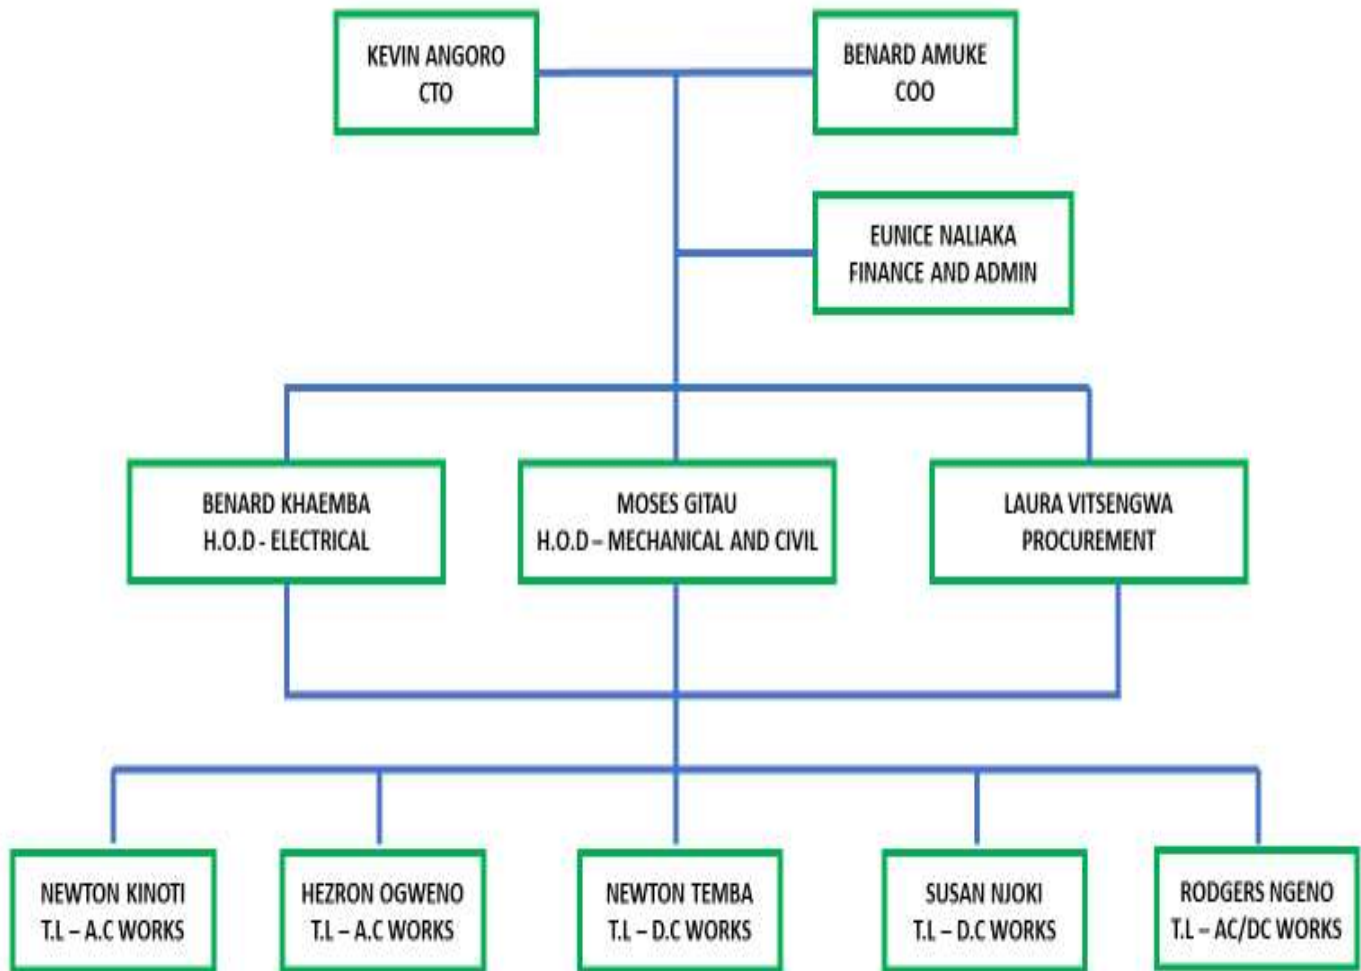 KEVIN ANGORO
CTO
BENARD AMUKE
COO
EUNICE NALIAKA
FINANCE AND ADMIN
BENARD KHAEMBA
H.O.D - ELECTRICAL
MOSES GITAU
H.O.D – MECHANICAL AND CIVIL
LAURA VITSENGWA
PROCUREMENT
NEWTON KINOTI
T.L – A.C WORKS
HEZRON OGWENO
T.L – A.C WORKS
NEWTON TEMBA
T.L – D.C WORKS
SUSAN NJOKI
T.L – D.C WORKS
RODGERS NGENO
T.L – AC/DC WORKS